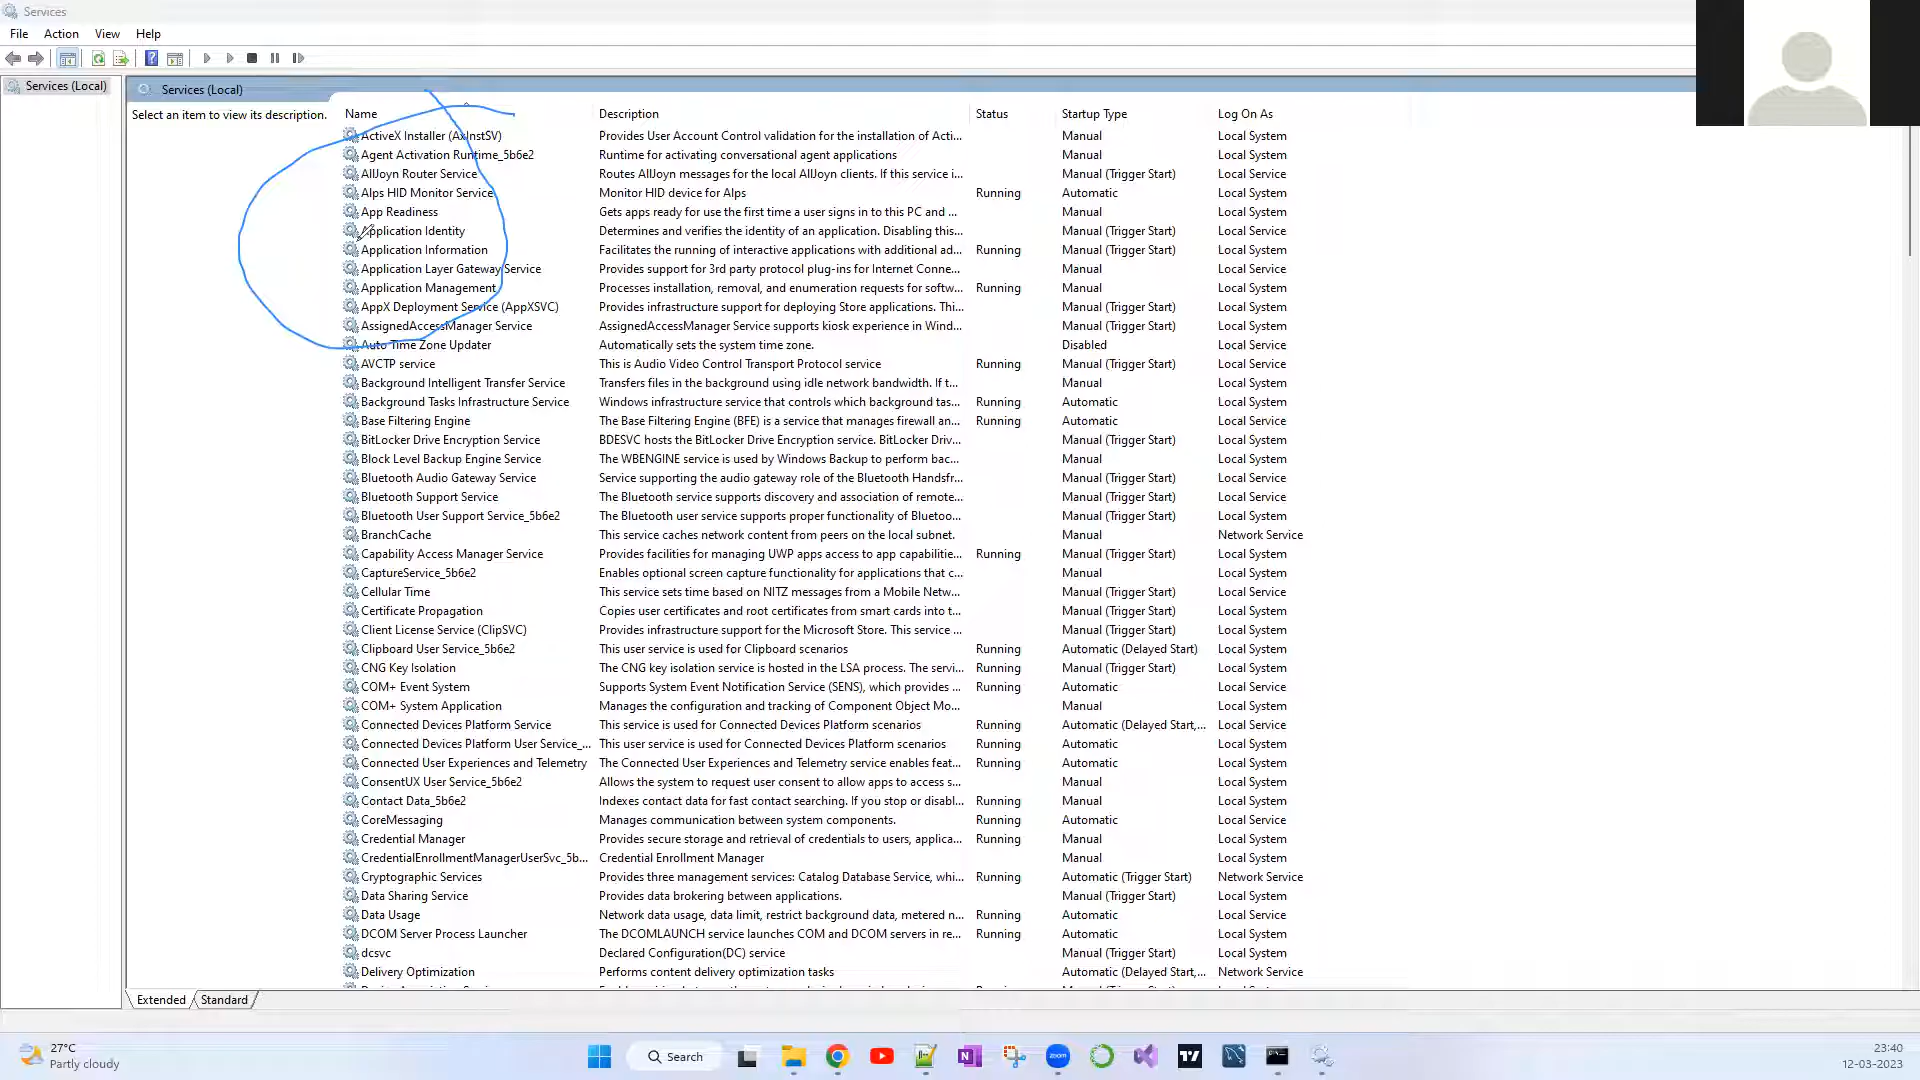 Services
File Action View Help
Services (Local)
Services (Local)
Select an item to view its description.
Name Description Status Startup Type Log On As
ActiveX Installer (AxInstSV) Provides User Account Control validation for the installation of Acti... Manual Local System
Agent Activation Runtime_5b6e2 Runtime for activating conversational agent applications Manual Local System
AllJoyn Router Service Routes AllJoyn messages for the local AllJoyn clients. If this service i... Manual (Trigger Start) Local Service
Alps HID Monitor Service Monitor HID device for Alps Running Automatic Local System
App Readiness Gets apps ready for use the first time a user signs in to this PC and ... Manual Local System
Application Identity Determines and verifies the identity of an application. Disabling this... Manual (Trigger Start) Local Service
Application Information Facilitates the running of interactive applications with additional ad... Running Manual (Trigger Start) Local System
Application Layer Gateway Service Provides support for 3rd party protocol plug-ins for Internet Conne... Manual Local Service
Application Management Processes installation, removal, and enumeration requests for softw... Running Manual Local System
AppX Deployment Service (AppXSVC) Provides infrastructure support for deploying Store applications. Thi... Manual (Trigger Start) Local System
AssignedAccessManager Service AssignedAccessManager Service supports kiosk experience in Wind... Manual (Trigger Start) Local System
Auto Time Zone Updater Automatically sets the system time zone. Disabled Local Service
AVCTP service This is Audio Video Control Transport Protocol service Running Manual (Trigger Start) Local Service
Background Intelligent Transfer Service Transfers files in the background using idle network bandwidth. If t... Manual Local System
Background Tasks Infrastructure Service Windows infrastructure service that controls which background tas... Running Automatic Local System
Base Filtering Engine The Base Filtering Engine (BFE) is a service that manages firewall an... Running Automatic Local Service
BitLocker Drive Encryption Service BDESVC hosts the BitLocker Drive Encryption service. BitLocker Driv... Manual (Trigger Start) Local System
Block Level Backup Engine Service The WBENGINE service is used by Windows Backup to perform bac... Manual Local System
Bluetooth Audio Gateway Service Service supporting the audio gateway role of the Bluetooth Handsfr... Manual (Trigger Start) Local Service
Bluetooth Support Service The Bluetooth service supports discovery and association of remote... Manual (Trigger Start) Local Service
Bluetooth User Support Service_5b6e2 The Bluetooth user service supports proper functionality of Bluetoo... Manual (Trigger Start) Local System
BranchCache This service caches network content from peers on the local subnet. Manual Network Service
Capability Access Manager Service Provides facilities for managing UWP apps access to app capabilitie... Running Manual (Trigger Start) Local System
CaptureService_5b6e2 Enables optional screen capture functionality for applications that c... Manual Local System
Cellular Time This service sets time based on NITZ messages from a Mobile Netw... Manual (Trigger Start) Local Service
Certificate Propagation Copies user certificates and root certificates from smart cards into t... Manual (Trigger Start) Local System
Client License Service (ClipSVC) Provides infrastructure support for the Microsoft Store. This service ... Manual (Trigger Start) Local System
Clipboard User Service_5b6e2 This user service is used for Clipboard scenarios Running Automatic (Delayed Start) Local System
CNG Key Isolation The CNG key isolation service is hosted in the LSA process. The servi... Running Manual (Trigger Start) Local System
COM+ Event System Supports System Event Notification Service (SENS), which provides ... Running Automatic Local Service
COM+ System Application Manages the configuration and tracking of Component Object Mo... Manual Local System
Connected Devices Platform Service This service is used for Connected Devices Platform scenarios Running Automatic (Delayed Start,... Local Service
Connected Devices Platform User Service_... This user service is used for Connected Devices Platform scenarios Running Automatic Local System
Connected User Experiences and Telemetry The Connected User Experiences and Telemetry service enables feat... Running Automatic Local System
ConsentUX User Service_5b6e2 Allows the system to request user consent to allow apps to access s... Manual Local System
Contact Data_5b6e2 Indexes contact data for fast contact searching. If you stop or disabl... Running Manual Local System
CoreMessaging Manages communication between system components. Running Automatic Local Service
Credential Manager Provides secure storage and retrieval of credentials to users, applica... Running Manual Local System
CredentialEnrollmentManagerUserSvc_5b... Credential Enrollment Manager Manual Local System
Cryptographic Services Provides three management services: Catalog Database Service, whi... Running Automatic (Trigger Start) Network Service
Data Sharing Service Provides data brokering between applications. Manual (Trigger Start) Local System
Data Usage Network data usage, data limit, restrict background data, metered n... Running Automatic Local Service
DCOM Server Process Launcher The DCOMLAUNCH service launches COM and DCOM servers in re... Running Automatic Local System
dcsvc Declared Configuration(DC) service Manual (Trigger Start) Local System
Delivery Optimization Performs content delivery optimization tasks Automatic (Delayed Start,... Network Service
Extended Standard
27°C
Partly cloudy
Search
zoom
23:40
12-03-2023